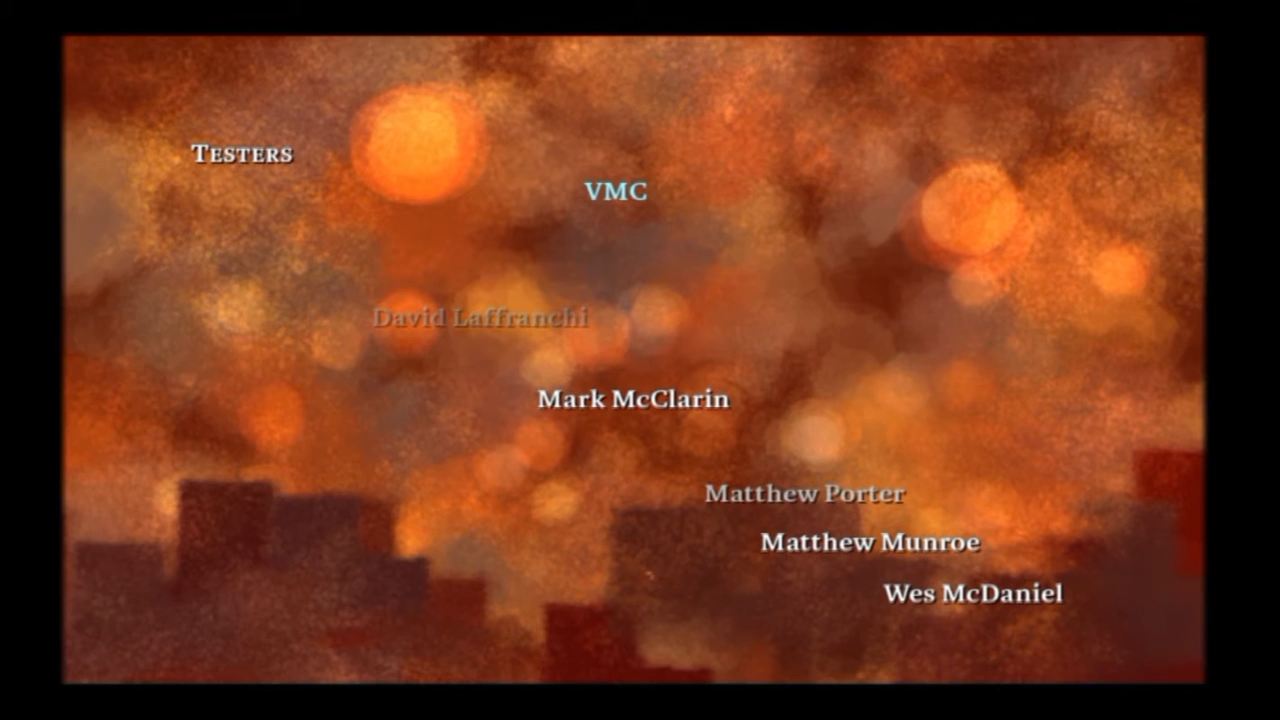 Testers
VMC
David Laffranchi
Mark McClarin
Matthew Porter
Matthew Munroe
Wes McDaniel